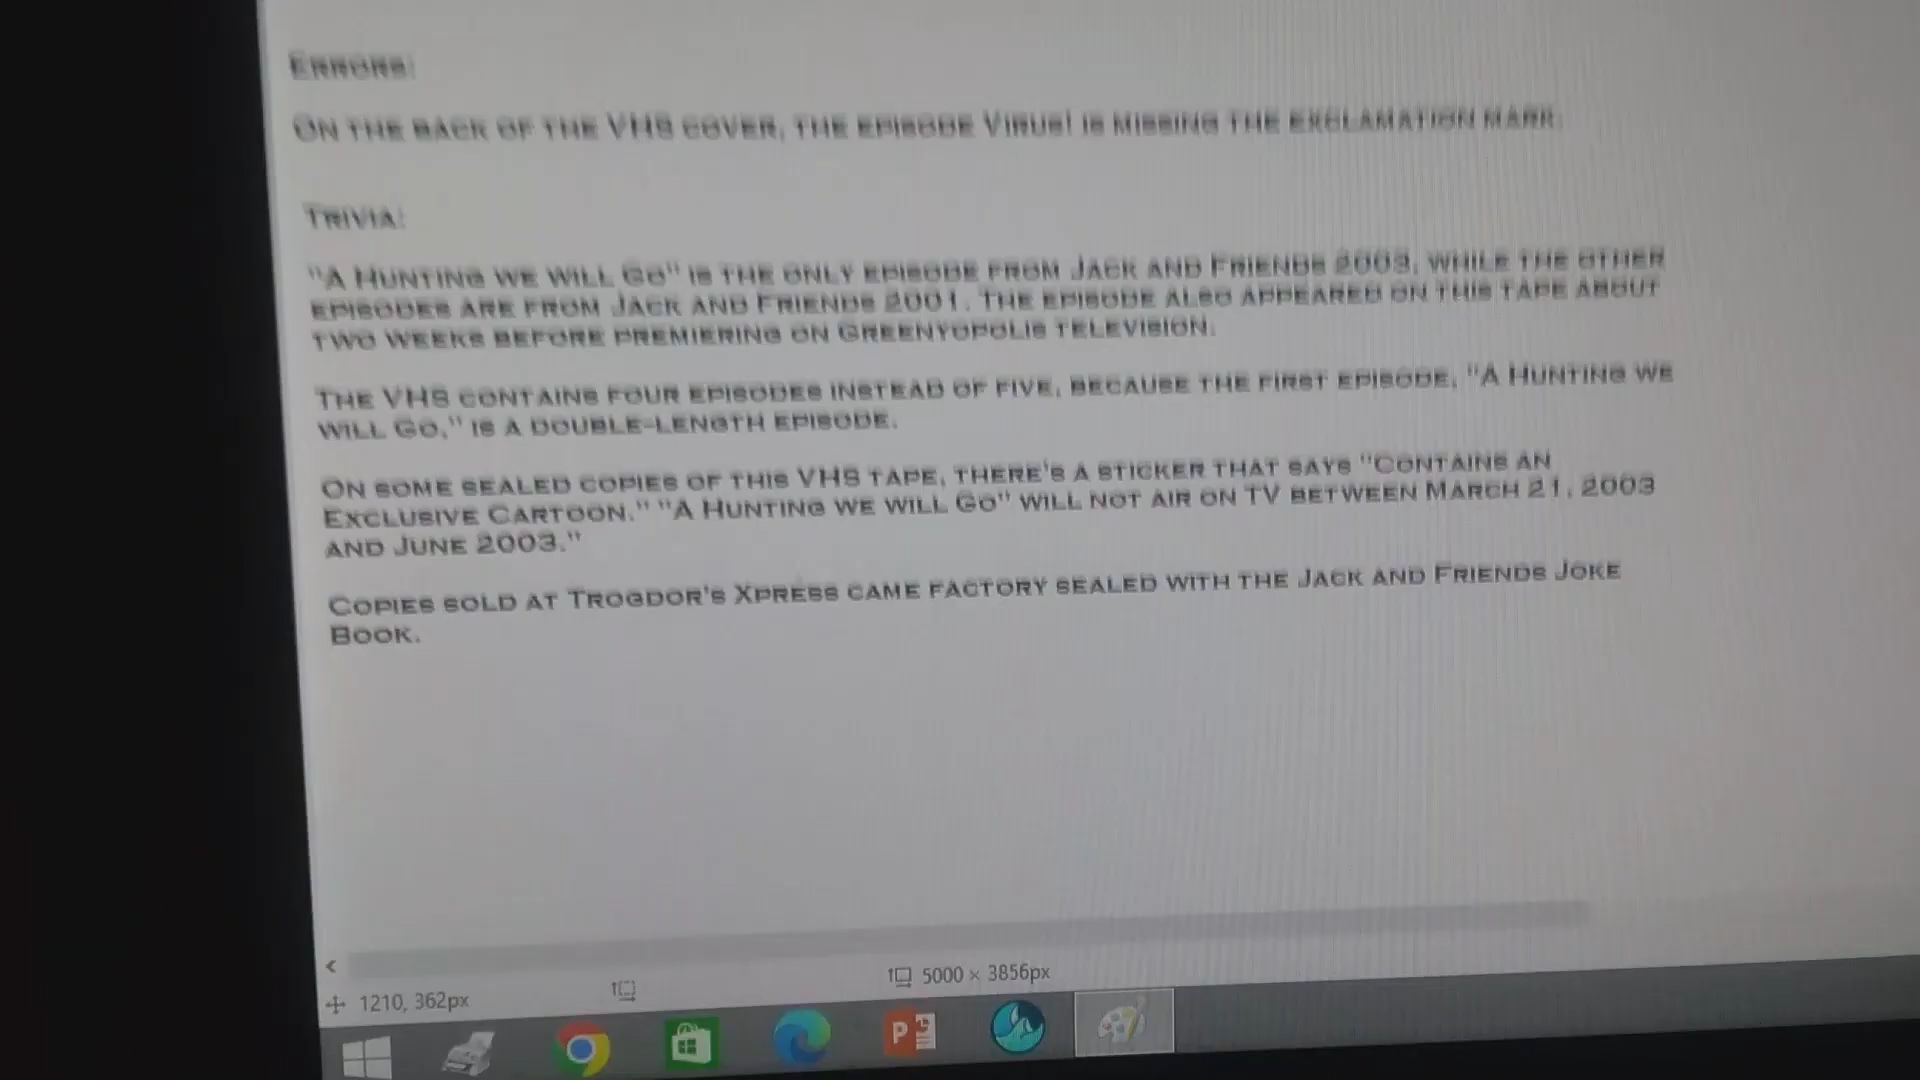 Errors:
On the back of the VHS cover, the episode Virus! is missing the exclamation mark.
Trivia:
"A Hunting we will Go" is the only episode from Jack and Friends 2003, while the other
episodes are from Jack and Friends 2001. The episode also appeared on this tape about
two weeks before premiering on Greenyopolis television.
The VHS contains four episodes instead of five, because the first episode, "A Hunting we
will Go," is a double-length episode.
On some sealed copies of this VHS tape, there's a sticker that says "Contains an
Exclusive Cartoon." "A Hunting we will Go" will not air on TV between March 21, 2003
and June 2003."
Copies sold at Trogdor's Xpress came factory sealed with the Jack and Friends Joke
Book.
1210, 362px
5000 × 3856px
P